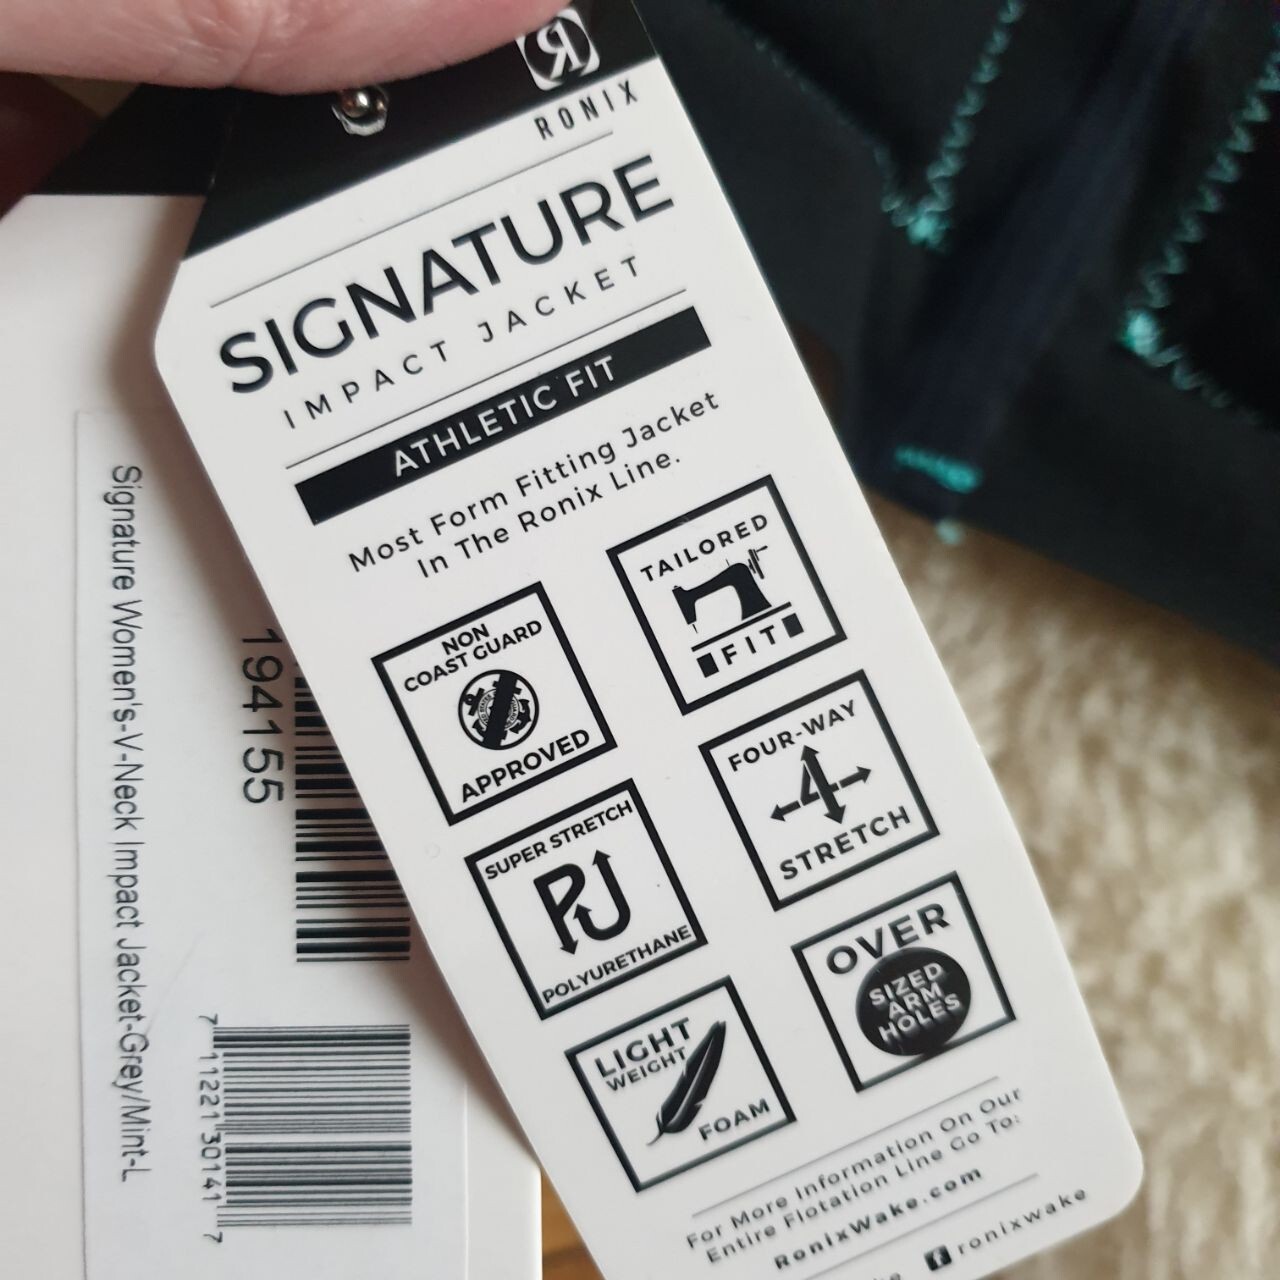 RONIX
SIGNATURE
IMPACT JACKET
ATHLETIC FIT
Most Form Fitting Jacket
In The Ronix Line.
TAILORED
FIT
NON
COAST GUARD
APPROVED
FOUR-WAY
4
STRETCH
SUPER STRETCH
PU
POLYURETHANE
OVER
SIZED
ARM
HOLES
LIGHT
WEIGHT
FOAM
For More Information On Our
Entire Flotation Line Go To:
RonixWake.com
f ronixwake
Signature Women's-V-Neck Impact Jacket-Grey/Mint-L
194155
7 11221 30141 7